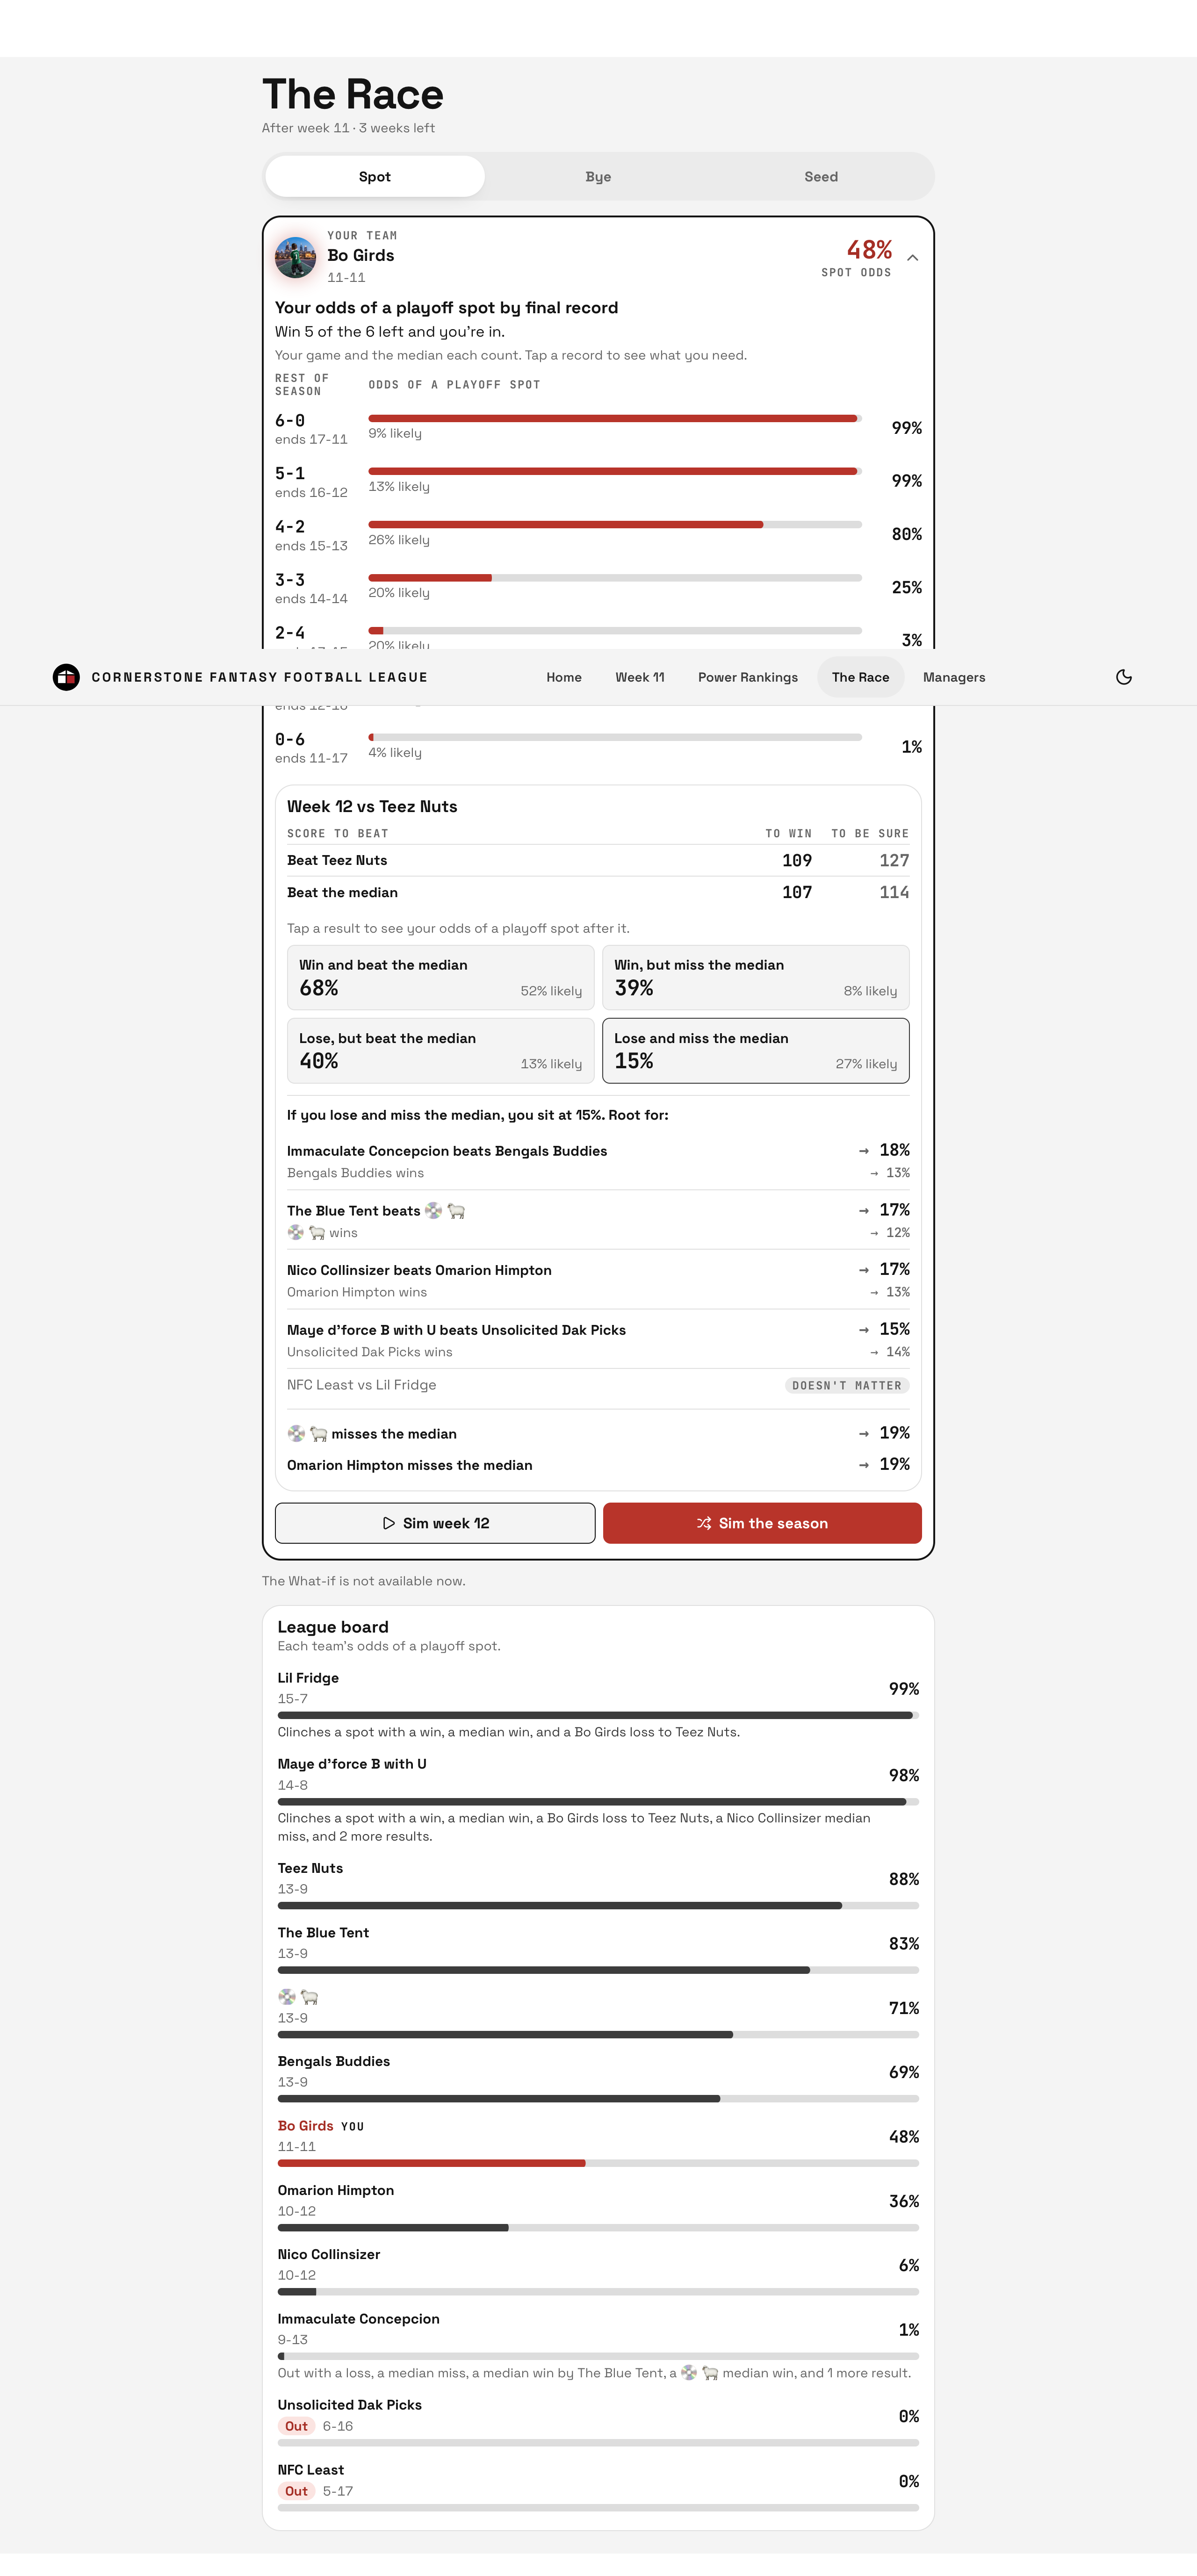 The Race
After week 11 · 3 weeks left
Spot
Bye
Seed
YOUR TEAM
Bo Girds
11-11
48%
SPOT ODDS
Your odds of a playoff spot by final record
Win 5 of the 6 left and you're in.
Your game and the median each count. Tap a record to see what you need.
REST OF SEASON
ODDS OF A PLAYOFF SPOT
6-0
ends 17-11
9% likely
99%
5-1
ends 16-12
13% likely
99%
4-2
ends 15-13
26% likely
80%
3-3
ends 14-14
20% likely
25%
2-4
20% likely
3%
CORNERSTONE FANTASY FOOTBALL LEAGUE
Home
Week 11
Power Rankings
The Race
Managers
0-6
ends 11-17
4% likely
1%
Week 12 vs Teez Nuts
SCORE TO BEAT
TO WIN
TO BE SURE
Beat Teez Nuts
109
127
Beat the median
107
114
Tap a result to see your odds of a playoff spot after it.
Win and beat the median
68%
52% likely
Win, but miss the median
39%
8% likely
Lose, but beat the median
40%
13% likely
Lose and miss the median
15%
27% likely
If you lose and miss the median, you sit at 15%. Root for:
Immaculate Concepcion beats Bengals Buddies → 18%
Bengals Buddies wins → 13%
The Blue Tent beats 💿 🐑 → 17%
💿 🐑 wins → 12%
Nico Collinsizer beats Omarion Himpton → 17%
Omarion Himpton wins → 13%
Maye d'force B with U beats Unsolicited Dak Picks → 15%
Unsolicited Dak Picks wins → 14%
NFC Least vs Lil Fridge DOESN'T MATTER
💿 🐑 misses the median → 19%
Omarion Himpton misses the median → 19%
Sim week 12
Sim the season
The What-if is not available now.
League board
Each team's odds of a playoff spot.
Lil Fridge
15-7
99%
Clinches a spot with a win, a median win, and a Bo Girds loss to Teez Nuts.
Maye d'force B with U
14-8
98%
Clinches a spot with a win, a median win, a Bo Girds loss to Teez Nuts, a Nico Collinsizer median
miss, and 2 more results.
Teez Nuts
13-9
88%
The Blue Tent
13-9
83%
💿 🐑
13-9
71%
Bengals Buddies
13-9
69%
Bo Girds YOU
11-11
48%
Omarion Himpton
10-12
36%
Nico Collinsizer
10-12
6%
Immaculate Concepcion
9-13
1%
Out with a loss, a median miss, a median win by The Blue Tent, a 💿 🐑 median win, and 1 more result.
Unsolicited Dak Picks
Out 6-16
0%
NFC Least
Out 5-17
0%